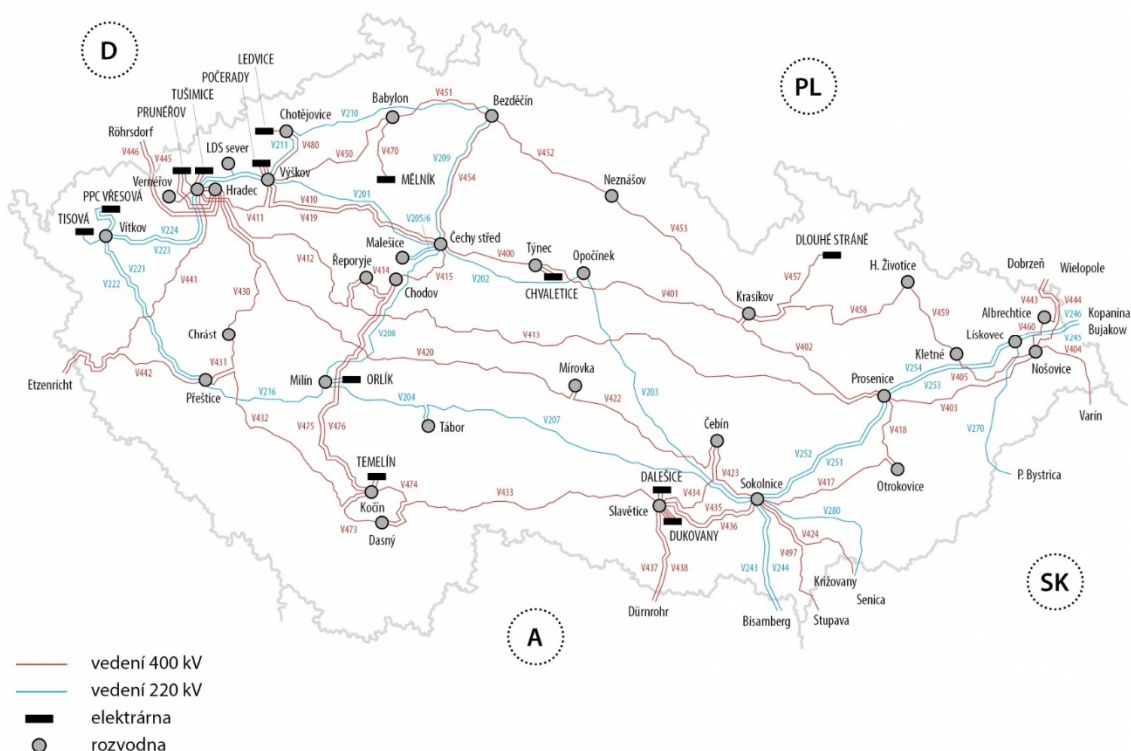 D
PL
SK
A
LEDVICE
POČERADY
TUŠIMICE
PRUNÉŘOV
Röhrsdorf
V446
V445
LDS sever
Chotějovice
V210
Babylon
V451
Bezděčín
V211
V480
V450
V470
V209
V454
V452
Vernéřov
Hradec
Výškov
MĚLNÍK
Neznášov
PPC VŘESOVÁ
TISOVÁ
Vítkov
V224
V223
V411
V410
V419
V201
V205/6
V453
Malešice
Čechy střed
V400
Týnec
Opočínek
DLOUHÉ STRÁNĚ
Dobrzeň
Wielopole
V221
V222
V441
V412
Řeporyje
V414
Chodov
V415
V202
CHVALETICE
V401
V457
H. Životice
V443
V444
Krasíkov
V458
V459
Albrechtice
V246
Kopanina
V245
Bujakow
V430
V208
V413
V402
Lískovec
V460
V404
Chrást
V431
Kletné
V254
V405
V253
Nošovice
Etzenricht
V442
Přeštice
V216
Milín
ORLÍK
V420
Mírovka
V422
V203
Prosenice
V403
Varín
V204
Tábor
V207
V432
V475
V476
Čebín
V418
V270
V252
V251
TEMELÍN
V474
Kočín
V473
Dasný
V433
DALEŠICE
V434
V423
Sokolnice
V417
Otrokovice
P. Bystrica
Slavětice
V435
V436
DUKOVANY
V280
V424
V497
V437
V438
V243
V244
Križovany
Senica
Dürnrohr
Bisamberg
Stupava
vedení 400 kV
vedení 220 kV
elektrárna
rozvodna